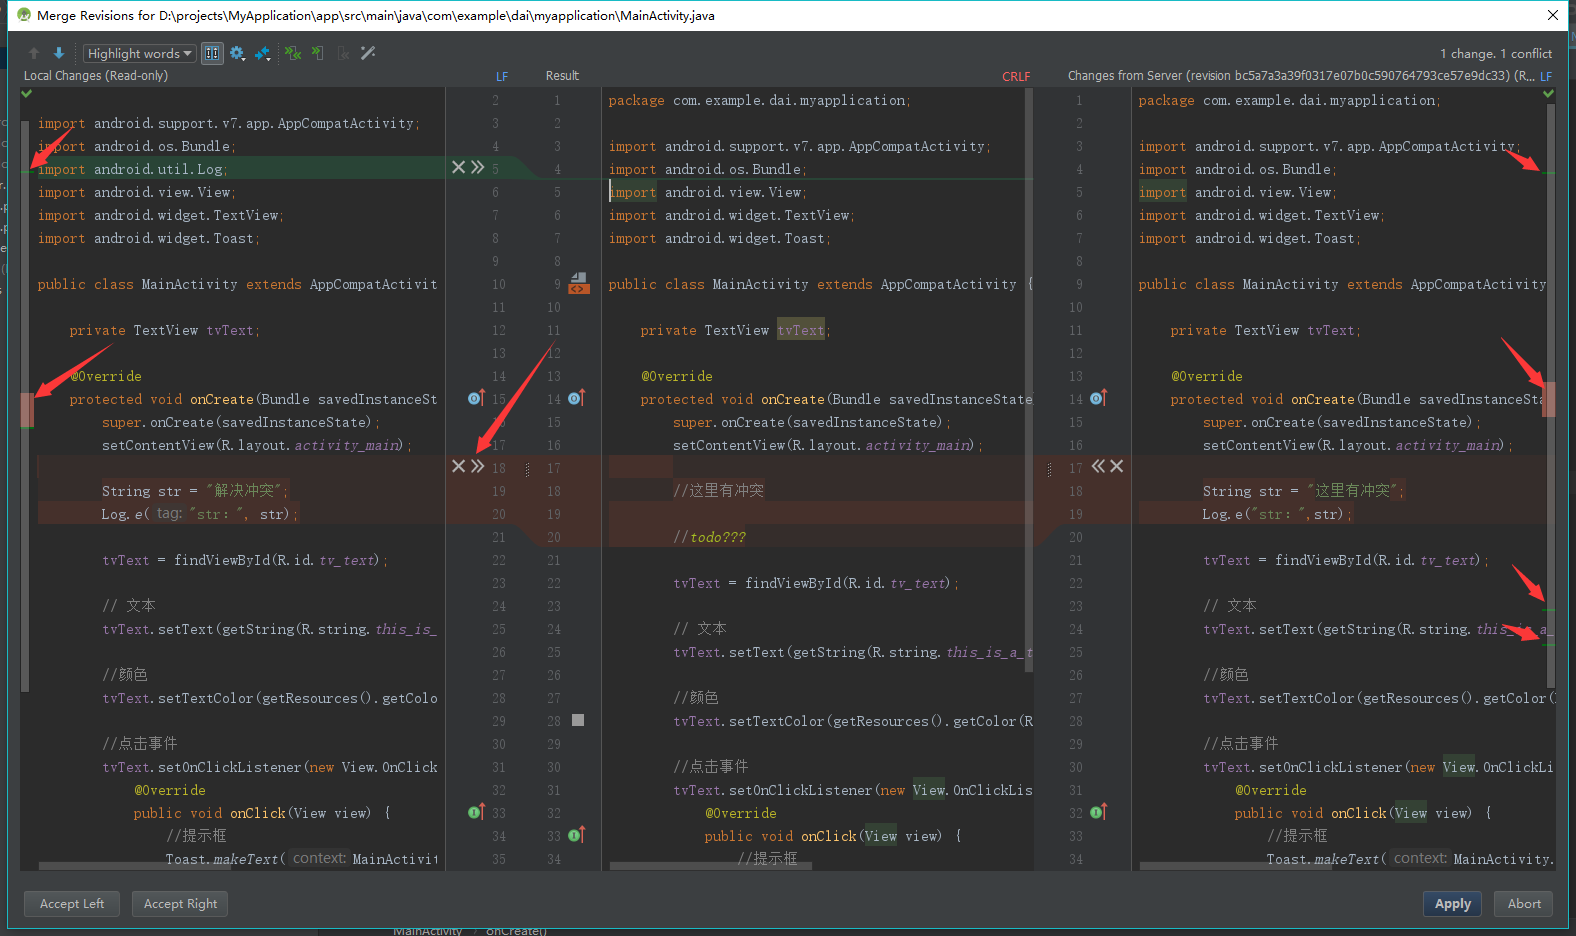 Merge Revisions for D:\projects\MyApplication\app\src\main\java\com\example\dai\myapplication\MainActivity.java
Highlight words
1 change. 1 conflict
Local Changes (Read-only)
LF
Result
CRLF
Changes from Server (revision bc5a7a3a39f0317e07b0c590764793ce57e9dc33) (R...
LF
2
3 import android.support.v7.app.AppCompatActivity;
4 import android.os.Bundle;
5 import android.util.Log;
6 import android.view.View;
7 import android.widget.TextView;
8 import android.widget.Toast;
9
10 public class MainActivity extends AppCompatActivit
11
12 private TextView tvText;
13
14 @Override
15 protected void onCreate(Bundle savedInstanceSt
super.onCreate(savedInstanceState);
17 setContentView(R.layout.activity_main);
18
19 String str = "解决冲突";
20 Log.e( tag: "str: ", str);
21
22 tvText = findViewById(R.id.tv_text);
23
24 // 文本
25 tvText.setText(getString(R.string.this_is_
26
27 //颜色
28 tvText.setTextColor(getResources().getColo
29
30 //点击事件
31 tvText.setOnClickListener(new View.OnClick
32 @Override
33 public void onClick(View view) {
34 //提示框
35 Toast.makeText( context: MainActivit
1 package com.example.dai.myapplication;
2
3 import android.support.v7.app.AppCompatActivity;
4 import android.os.Bundle;
5 import android.view.View;
6 import android.widget.TextView;
7 import android.widget.Toast;
8
9 public class MainActivity extends AppCompatActivity {
10
11 private TextView tvText;
12
13 @Override
14 protected void onCreate(Bundle savedInstanceState
15 super.onCreate(savedInstanceState);
16 setContentView(R.layout.activity_main);
17
18 //这里有冲突
19
20 //todo???
21
22 tvText = findViewById(R.id.tv_text);
23
24 // 文本
25 tvText.setText(getString(R.string.this_is_a_t
26
27 //颜色
28 tvText.setTextColor(getResources().getColor(R
29
30 //点击事件
31 tvText.setOnClickListener(new View.OnClickLis
32 @Override
33 public void onClick(View view) {
34 //提示框
1 package com.example.dai.myapplication;
2
3 import android.support.v7.app.AppCompatActivity;
4 import android.os.Bundle;
5 import android.view.View;
6 import android.widget.TextView;
7 import android.widget.Toast;
8
9 public class MainActivity extends AppCompatActivity
10
11 private TextView tvText;
12
13 @Override
14 protected void onCreate(Bundle savedInstanceSta
15 super.onCreate(savedInstanceState);
16 setContentView(R.layout.activity_main);
17
18 String str = "这里有冲突";
19 Log.e("str: ",str);
20
21 tvText = findViewById(R.id.tv_text);
22
23 // 文本
24 tvText.setText(getString(R.string.this_is_a_
25
26 //颜色
27 tvText.setTextColor(getResources().getColor(
28
29 //点击事件
30 tvText.setOnClickListener(new View.OnClickLi
31 @Override
32 public void onClick(View view) {
33 //提示框
34 Toast.makeText( context: MainActivity.
Accept Left
Accept Right
Apply
Abort
MainActivity
onCreate()